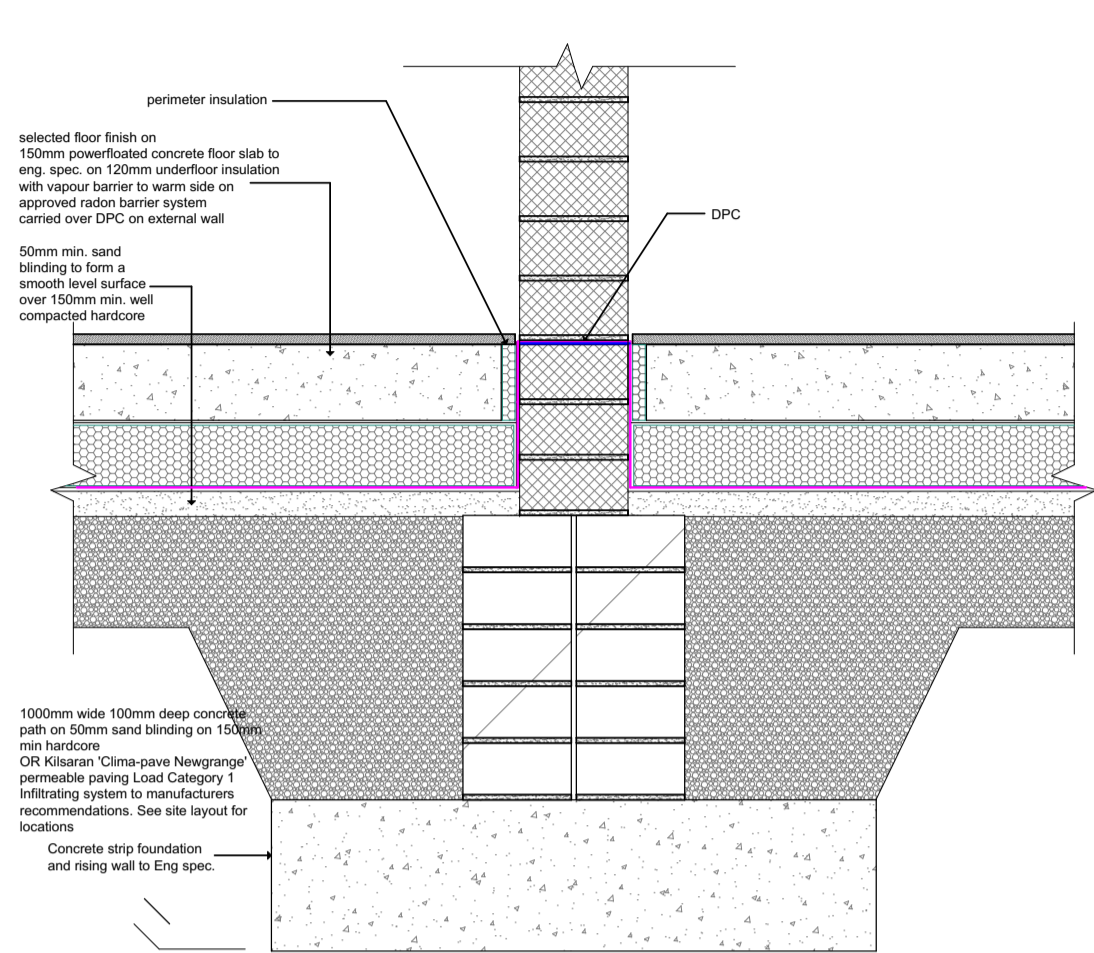 perimeter insulation
selected floor finish on
150mm powerfloated concrete floor slab to
eng. spec. on 120mm underfloor insulation
with vapour barrier to warm side on
approved radon barrier system
carried over DPC on external wall
DPC
50mm min. sand
blinding to form a
smooth level surface
over 150mm min. well
compacted hardcore
1000mm wide 100mm deep concrete
path on 50mm sand blinding on 150mm
min hardcore
OR Kilsaran 'Clima-pave Newgrange'
permeable paving Load Category 1
Infiltrating system to manufacturers
recommendations. See site layout for
locations
Concrete strip foundation
and rising wall to Eng spec.